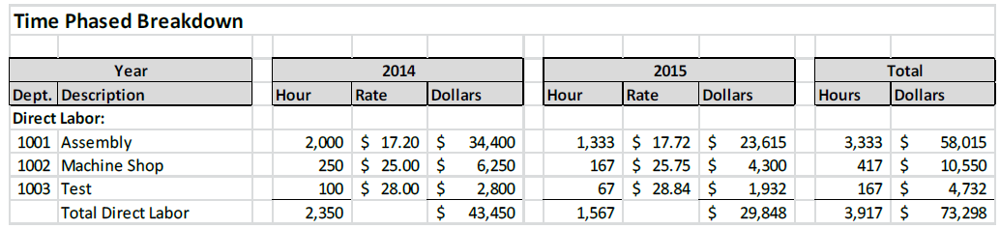 Time Phased Breakdown
Year 2014 2015 Total
Dept. Description Hour Rate Dollars Hour Rate Dollars Hours Dollars
Direct Labor:
1001 Assembly 2,000 $ 17.20 $ 34,400 1,333 $ 17.72 $ 23,615 3,333 $ 58,015
1002 Machine Shop 250 $ 25.00 $ 6,250 167 $ 25.75 $ 4,300 417 $ 10,550
1003 Test 100 $ 28.00 $ 2,800 67 $ 28.84 $ 1,932 167 $ 4,732
Total Direct Labor 2,350 $ 43,450 1,567 $ 29,848 3,917 $ 73,298